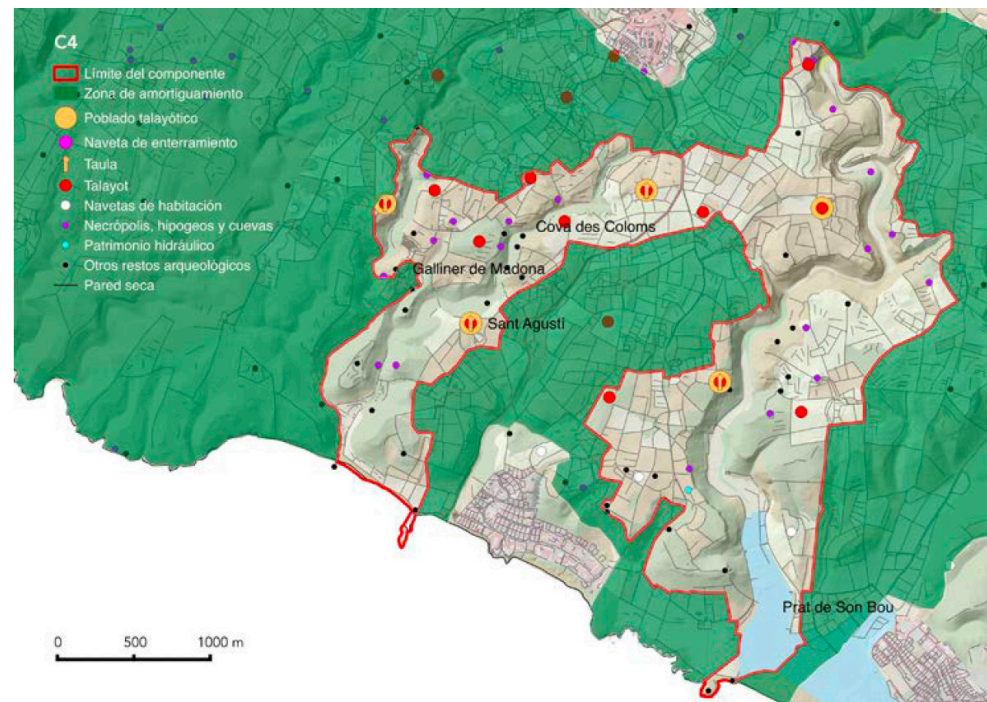 C4
Límite del componente
Zona de amortiguamiento
Poblado talayótico
Naveta de enterramiento
Taula
Talayot
Navetas de habitación
Necrópolis, hipogeos y cuevas
Patrimonio hidráulico
Otros restos arqueológicos
Pared seca
Cova des Coloms
Galliner de Madona
Sant Agustí
Prat de Son Bou
0 500 1000 m